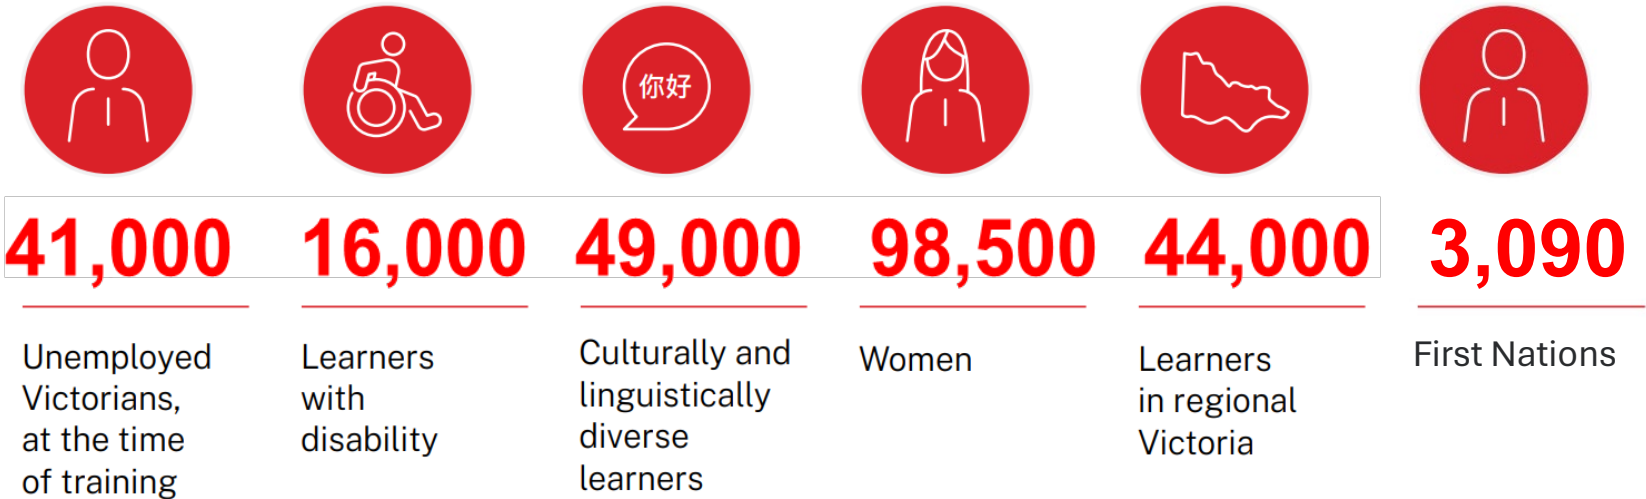 你好
41,000
Unemployed
Victorians,
at the time
of training
16,000
Learners
with
disability
49,000
Culturally and
linguistically
diverse
learners
98,500
Women
44,000
Learners
in regional
Victoria
3,090
First Nations